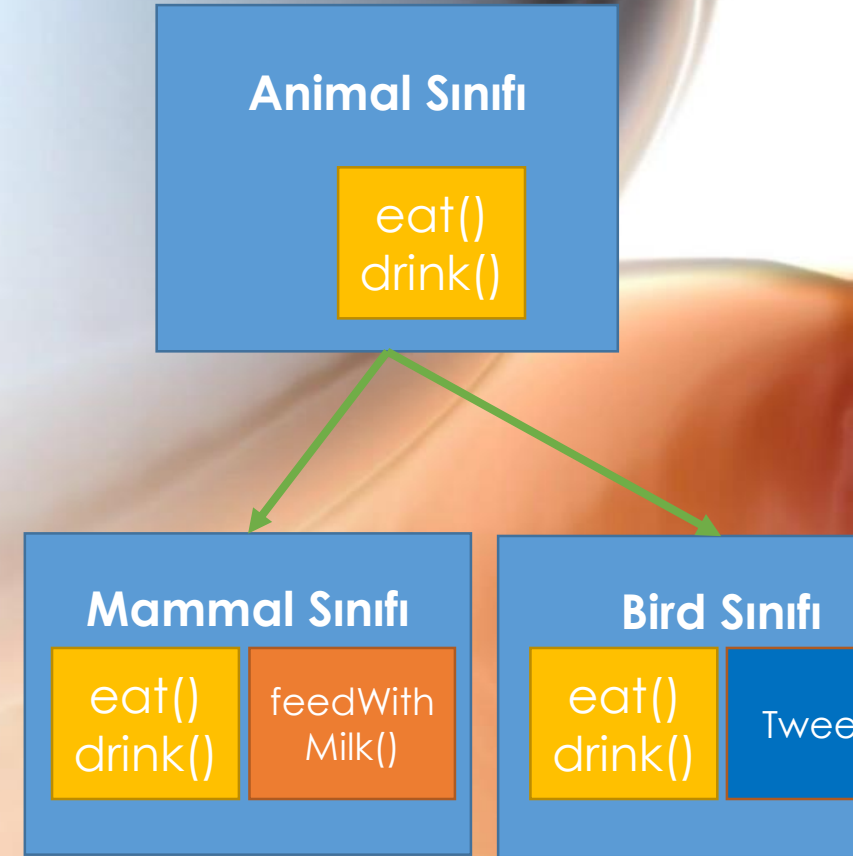 Animal Sınıfı
eat()
drink()
Mammal Sınıfı
eat()
drink()
feedWith
Milk()
Bird Sınıfı
eat()
drink()